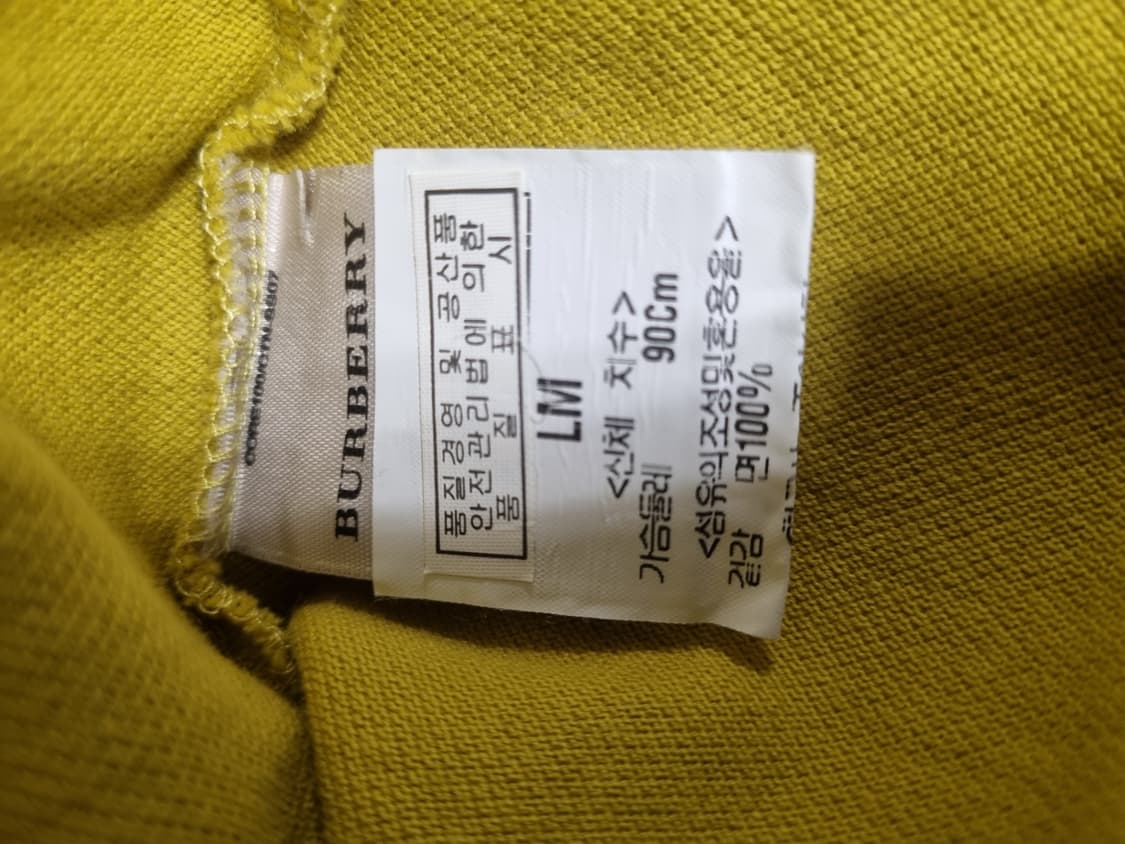 BURBERRY
품질경영 및 공산품
안전관리법에 의한
품 질 표 시
LM
<신체 치수>
가슴둘레 90Cm
<섬유의조성및혼용율>
겉감 면100%